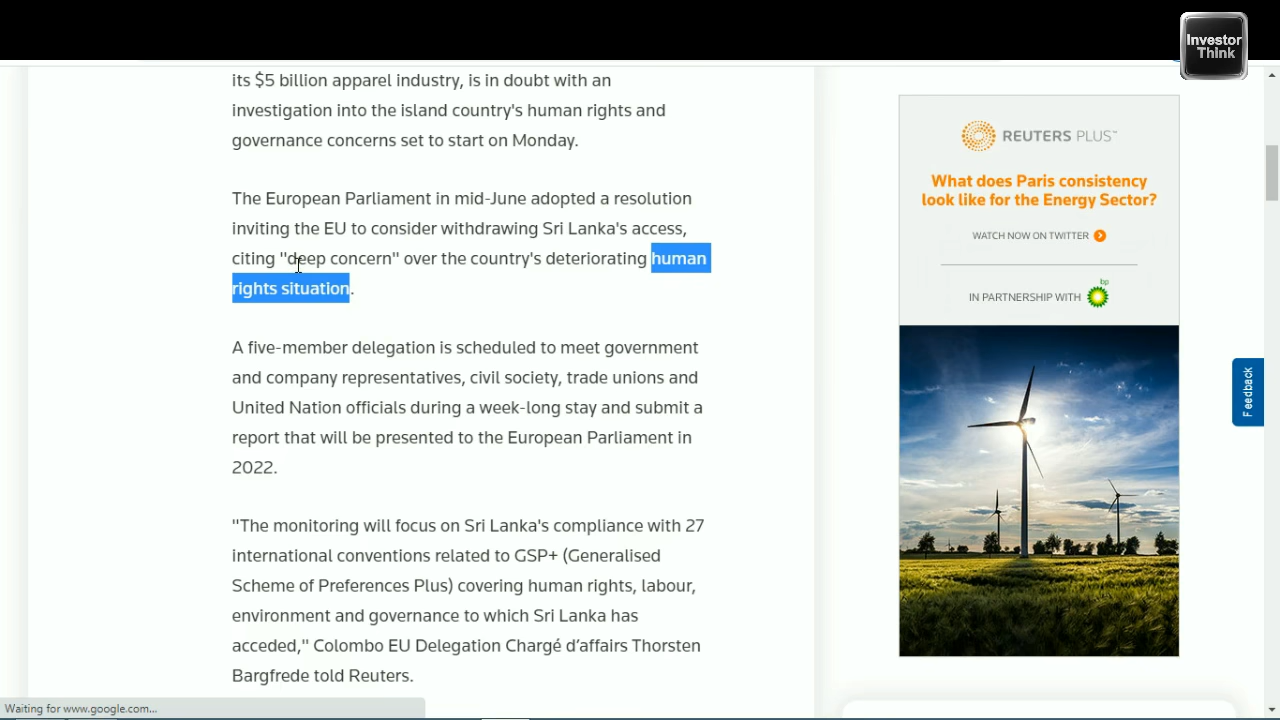 Investor
Think
its $5 billion apparel industry, is in doubt with an
investigation into the island country's human rights and
governance concerns set to start on Monday.
The European Parliament in mid-June adopted a resolution
inviting the EU to consider withdrawing Sri Lanka's access,
citing "deep concern" over the country's deteriorating human
rights situation.
A five-member delegation is scheduled to meet government
and company representatives, civil society, trade unions and
United Nation officials during a week-long stay and submit a
report that will be presented to the European Parliament in
2022.
"The monitoring will focus on Sri Lanka's compliance with 27
international conventions related to GSP+ (Generalised
Scheme of Preferences Plus) covering human rights, labour,
environment and governance to which Sri Lanka has
acceded," Colombo EU Delegation Chargé d’affairs Thorsten
Bargfrede told Reuters.
REUTERS PLUS™
What does Paris consistency
look like for the Energy Sector?
WATCH NOW ON TWITTER
IN PARTNERSHIP WITH
bp
Feedback
Waiting for www.google.com...